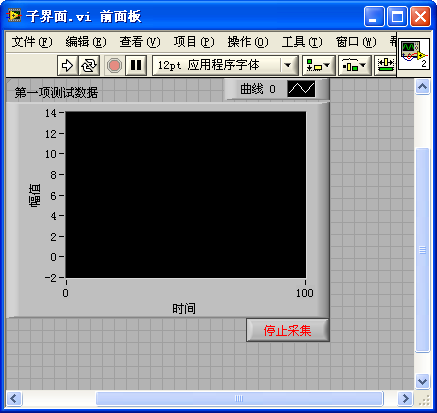 子界面.vi 前面板
文件(F) 编辑(E) 查看(V) 项目(P) 操作(O) 工具(T) 窗口(W)
12pt 应用程序字体
2
第一项测试数据
曲线 0
14
12
10
8
6
4
2
0
-2
幅值
0 100
时间
停止采集